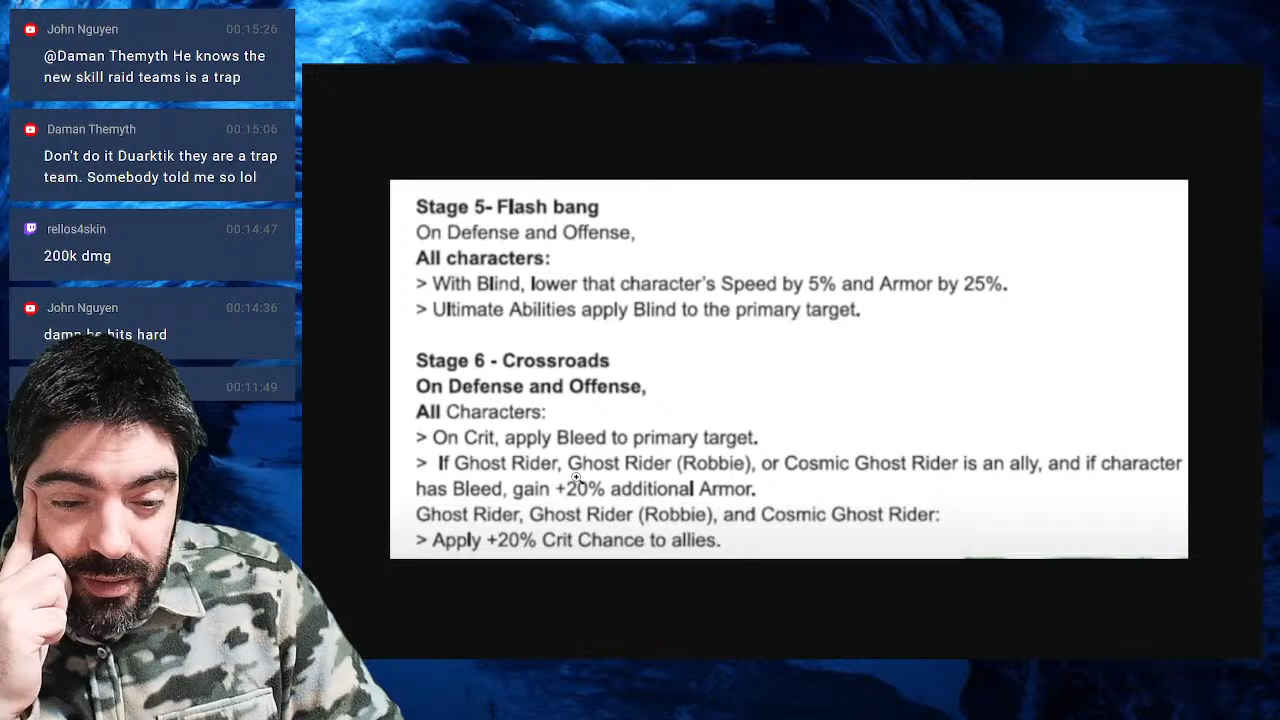 John Nguyen 00:15:26
@Daman Themyth He knows the
new skill raid teams is a trap
Daman Themyth 00:15:06
Don't do it Duarktik they are a trap
team. Somebody told me so lol
rellos4skin 00:14:47
200k dmg
John Nguyen 00:14:36
damn he hits hard
00:11:49
Stage 5- Flash bang
On Defense and Offense,
All characters:
> With Blind, lower that character's Speed by 5% and Armor by 25%.
> Ultimate Abilities apply Blind to the primary target.
Stage 6 - Crossroads
On Defense and Offense,
All Characters:
> On Crit, apply Bleed to primary target.
> If Ghost Rider, Ghost Rider (Robbie), or Cosmic Ghost Rider is an ally, and if character
has Bleed, gain +20% additional Armor.
Ghost Rider, Ghost Rider (Robbie), and Cosmic Ghost Rider:
> Apply +20% Crit Chance to allies.